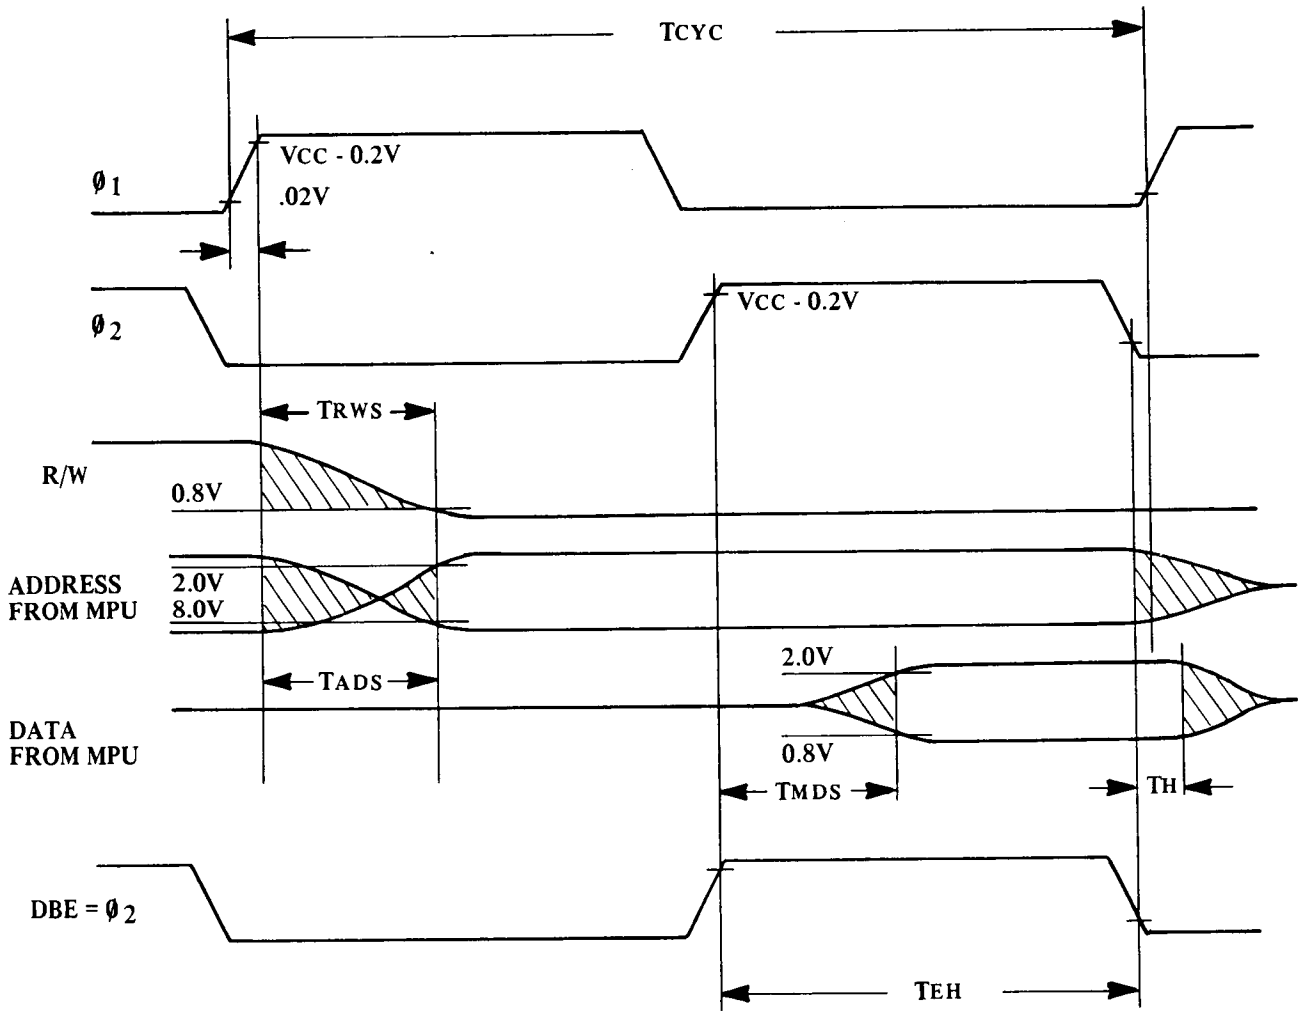 TCYC
VCC - 0.2V
ø1
.02V
ø2
VCC - 0.2V
TRWS
R/W
0.8V
ADDRESS
FROM MPU
2.0V
8.0V
TADS
2.0V
DATA
FROM MPU
0.8V
TMDS
TH
DBE = ø2
TEH